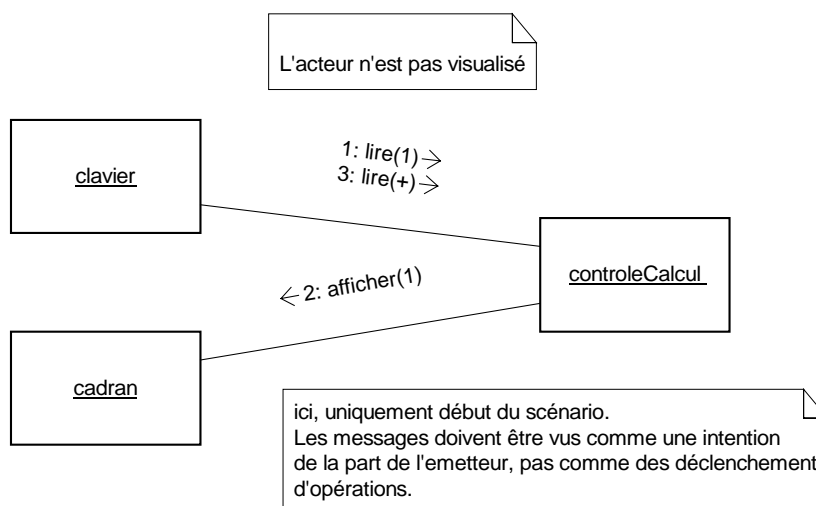 L'acteur n'est pas visualisé
clavier
1: lire(1)
3: lire(+)
controleCalcul
2: afficher(1)
cadran
ici, uniquement début du scénario.
Les messages doivent être vus comme une intention
de la part de l'emetteur, pas comme des déclenchement
d'opérations.